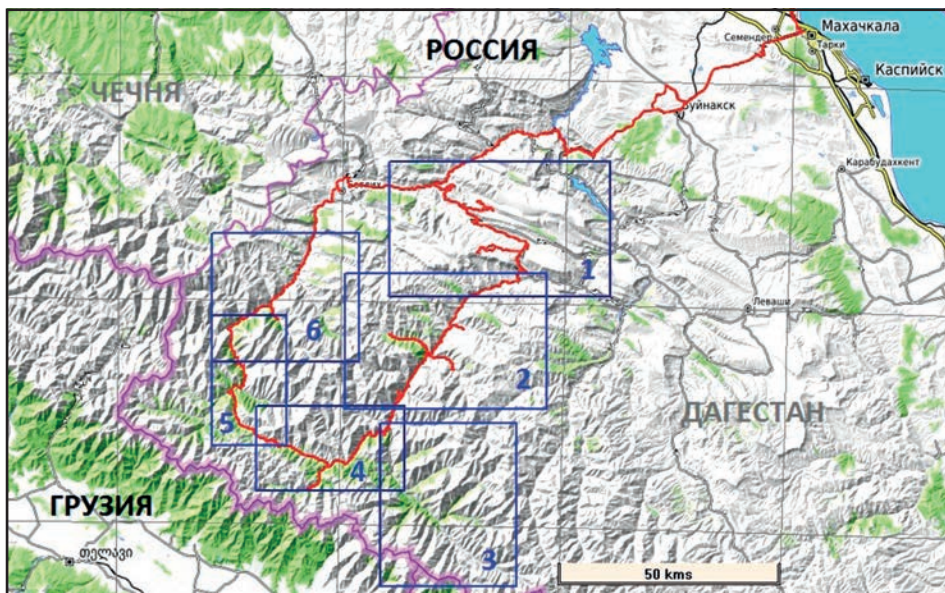 Махачкала
Семендер
Тарки
РОССИЯ
Каспийск
ЧЕЧНЯ
Буйнакск
Карабудахкент
Ботлих
1
Леваши
6
2
5
ДАГЕСТАН
4
ГРУЗИЯ
თელავი
3
50 kms